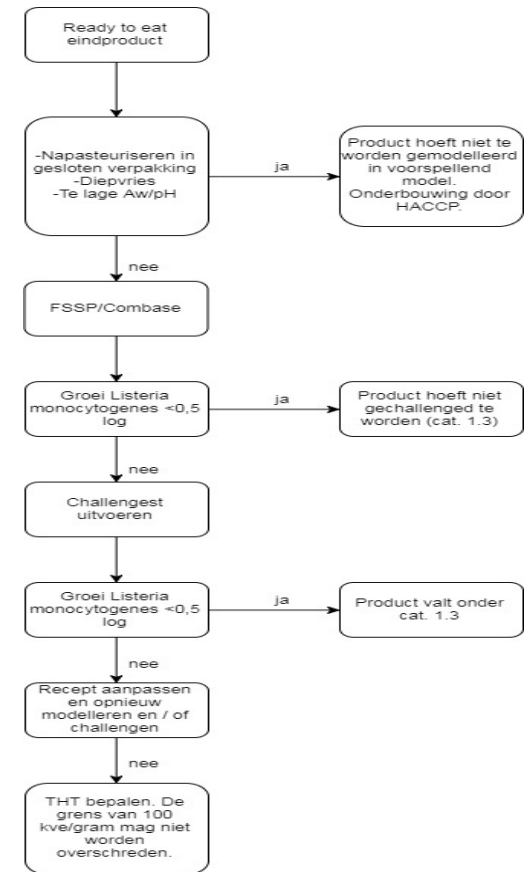 Ready to eat
eindproduct
-Napasteuriseren in
gesloten verpakking
-Diepvries
-Te lage Aw/pH
ja
Product hoeft niet te
worden gemodelleerd
in voorspellend
model.
Onderbouwing door
HACCP.
nee
FSSP/Combase
Groei Listeria
monocytogenes <0,5
log
ja
Product hoeft niet
gechallenged te
worden (cat. 1.3)
nee
Challengest
uitvoeren
Groei Listeria
monocytogenes <0,5
log
ja
Product valt onder
cat. 1.3
nee
Recept aanpassen
en opnieuw
modelleren en / of
challengen
nee
THT bepalen. De
grens van 100
kve/gram mag niet
worden
overschreden.